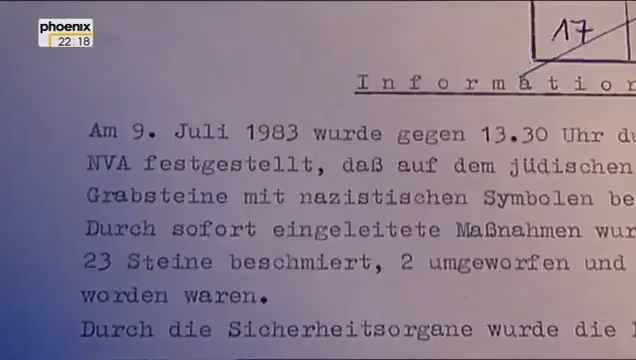 phoenix
22:18
17
Information
Am 9. Juli 1983 wurde gegen 13.30 Uhr du
NVA festgestellt, daß auf dem jüdischen
Grabsteine mit nazistischen Symbolen be
Durch sofort eingeleitete Maßnahmen wur
23 Steine beschmiert, 2 umgeworfen und
worden waren.
Durch die Sicherheitsorgane wurde die